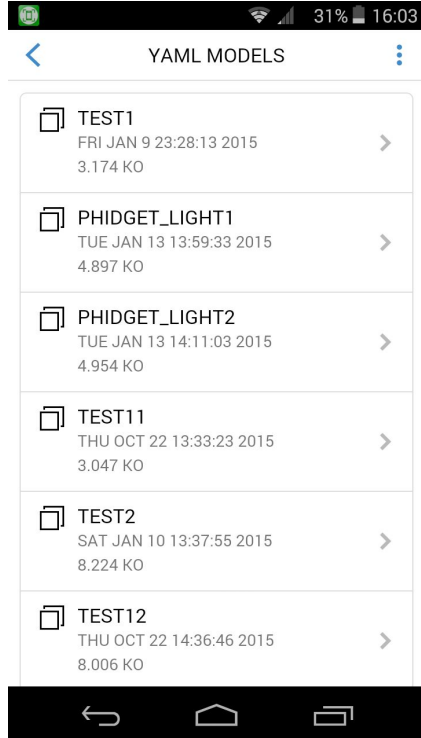 31% 16:03
YAML MODELS
TEST1
FRI JAN 9 23:28:13 2015
3.174 KO
PHIDGET_LIGHT1
TUE JAN 13 13:59:33 2015
4.897 KO
PHIDGET_LIGHT2
TUE JAN 13 14:11:03 2015
4.954 KO
TEST11
THU OCT 22 13:33:23 2015
3.047 KO
TEST2
SAT JAN 10 13:37:55 2015
8.224 KO
TEST12
THU OCT 22 14:36:46 2015
8.006 KO